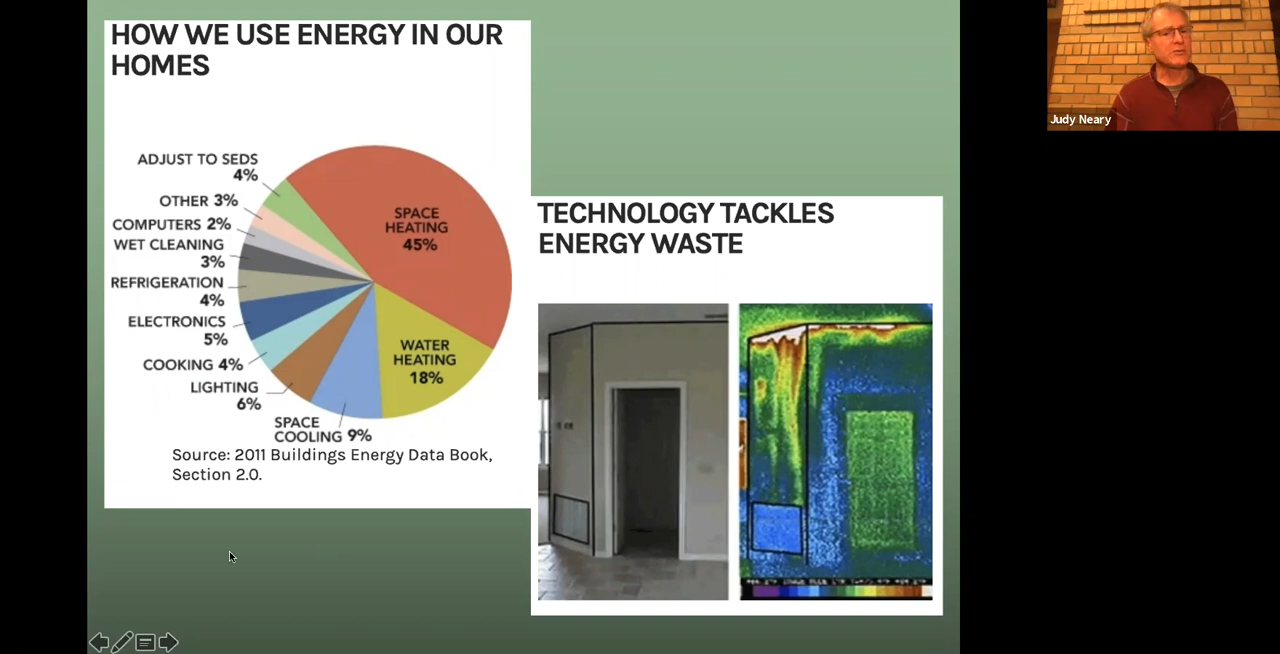 HOW WE USE ENERGY IN OUR
HOMES
ADJUST TO SEDS
4%
OTHER 3%
COMPUTERS 2%
WET CLEANING
3%
REFRIGERATION
4%
ELECTRONICS
5%
COOKING 4%
LIGHTING
6%
SPACE
COOLING 9%
SPACE
HEATING
45%
WATER
HEATING
18%
Source: 2011 Buildings Energy Data Book,
Section 2.0.
TECHNOLOGY TACKLES
ENERGY WASTE
Judy Neary